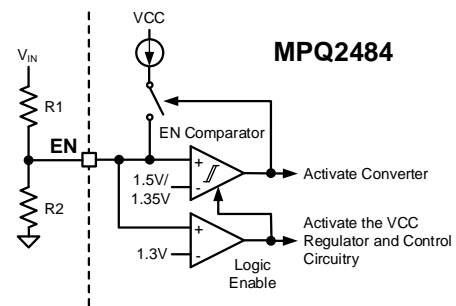 VCC
MPQ2484
VIN
R1
EN
EN Comparator
+
-
1.5V/
1.35V
Activate Converter
R2
+
-
1.3V
Logic
Enable
Activate the VCC
Regulator and Control
Circuitry